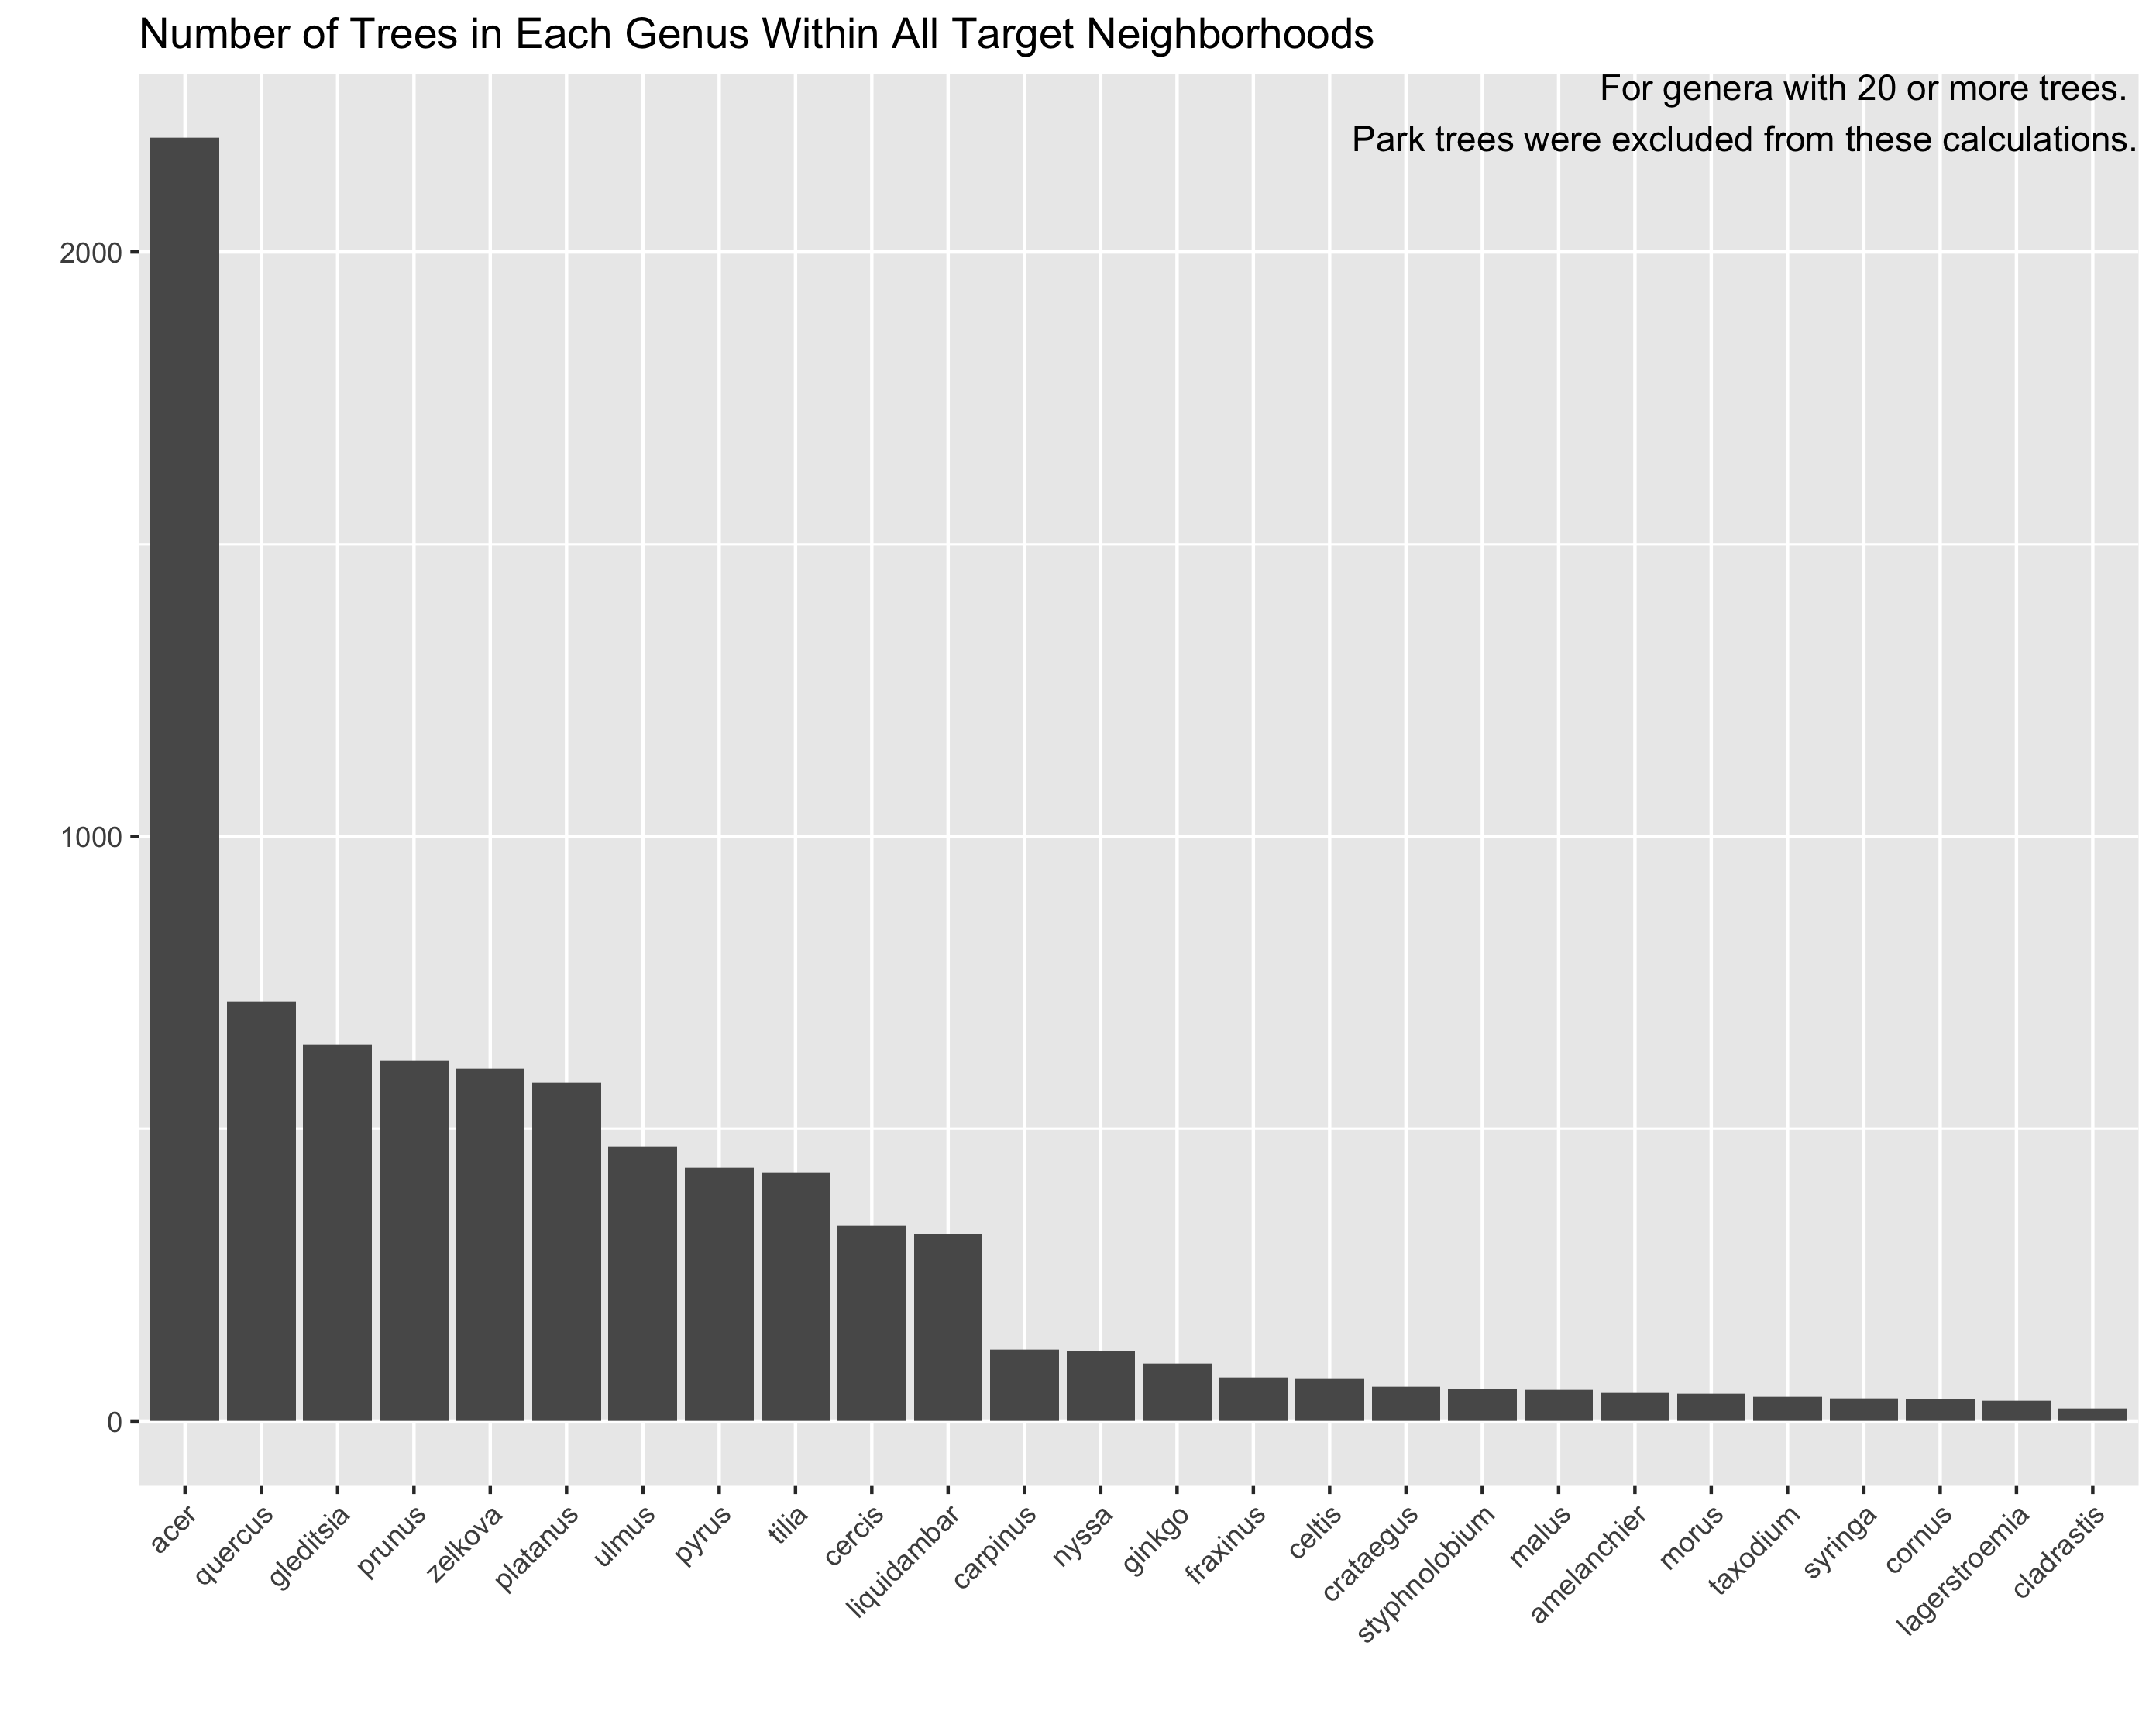 Number of Trees in Each Genus Within All Target Neighborhoods
For genera with 20 or more trees.
Park trees were excluded from these calculations.
2000
1000
0
acer
quercus
gleditsia
prunus
zelkova
platanus
ulmus
pyrus
tilia
cercis
liquidambar
carpinus
nyssa
ginkgo
fraxinus
celtis
crataegus
styphnolobium
malus
amelanchier
morus
taxodium
syringa
cornus
lagerstroemia
cladrastis